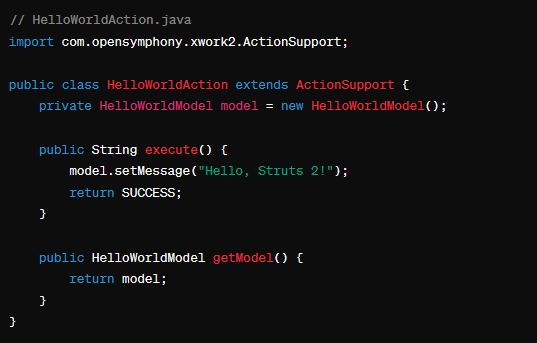 // HelloWorldAction.java
import com.opensymphony.xwork2.ActionSupport;
public class HelloWorldAction extends ActionSupport {
    private HelloWorldModel model = new HelloWorldModel();
    public String execute() {
        model.setMessage("Hello, Struts 2!");
        return SUCCESS;
    }
    public HelloWorldModel getModel() {
        return model;
    }
}